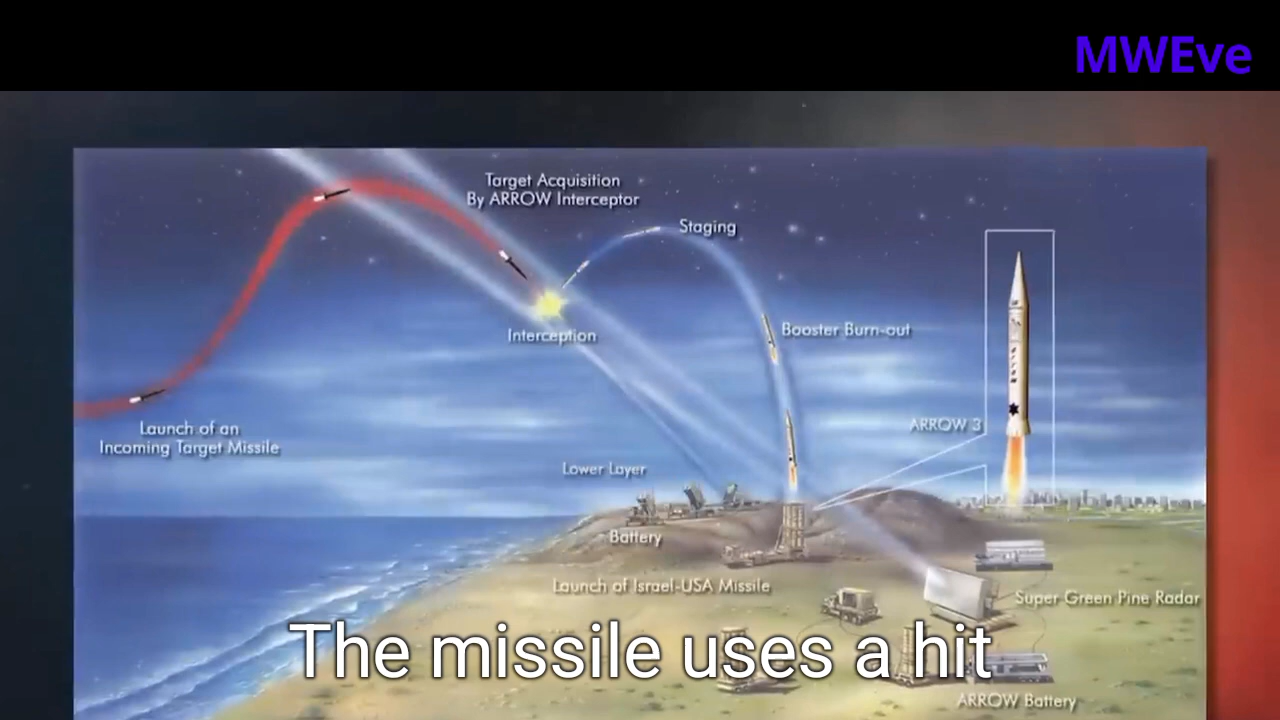 MWEve
Target Acquisition
By ARROW Interceptor
Staging
Interception
Booster Burn-out
ARROW 3
Launch of an
Incoming Target Missile
Lower Layer
Battery
Launch of Israel-USA Missile
Super Green Pine Radar
The missile uses a hit
ARROW Battery